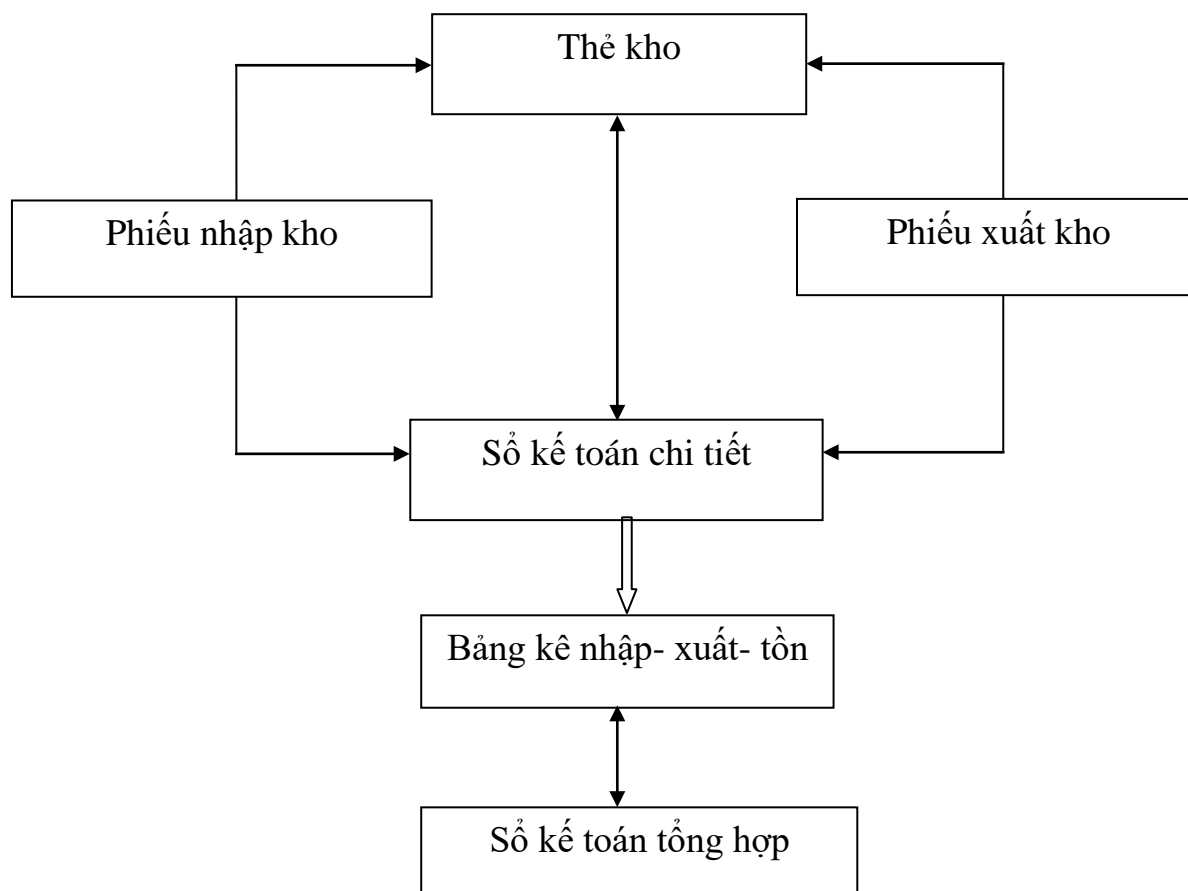 Thẻ kho
Phiếu nhập kho
Phiếu xuất kho
Sổ kế toán chi tiết
Bảng kê nhập- xuất- tồn
Sổ kế toán tổng hợp